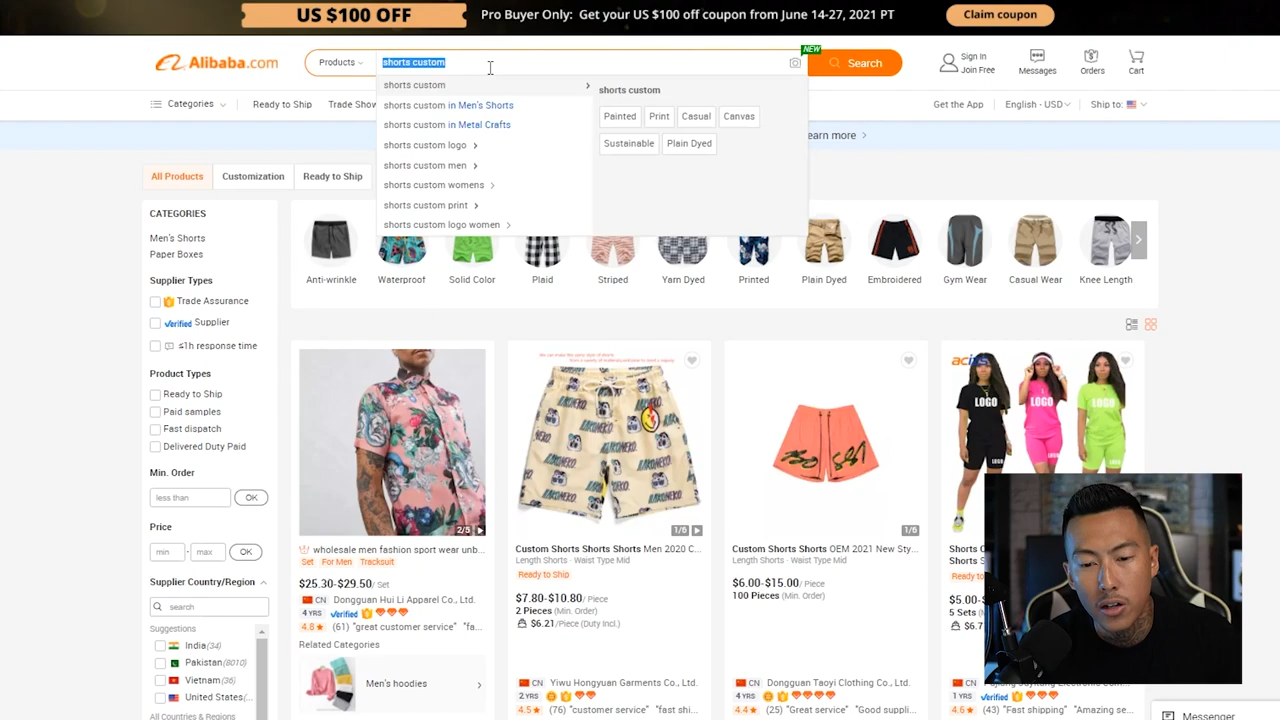 US $100 OFF
Pro Buyer Only: Get your US $100 off coupon from June 14-27, 2021 PT
Claim coupon
Alibaba.com
Products
shorts custom
NEW
Search
Sign In
Join Free
Messages
Orders
Cart
Categories
Ready to Ship
Trade Show
Get the App
English - USD
Ship to:
earn more >
shorts custom
shorts custom in Men's Shorts
shorts custom in Metal Crafts
shorts custom logo
shorts custom men
shorts custom womens
shorts custom print
shorts custom logo women
shorts custom
Painted
Print
Casual
Canvas
Sustainable
Plain Dyed
All Products
Customization
Ready to Ship
CATEGORIES
Men's Shorts
Paper Boxes
Supplier Types
Trade Assurance
Verified Supplier
≤1h response time
Product Types
Ready to Ship
Paid samples
Fast dispatch
Delivered Duty Paid
Min. Order
less than
OK
Price
min
-
max
OK
Supplier Country/Region
search
Suggestions
India(34)
Pakistan(8010)
Vietnam(36)
United States(...
All Countries & Regions
Anti-wrinkle
Waterproof
Solid Color
Plaid
Striped
Yarn Dyed
Printed
Plain Dyed
Embroidered
Gym Wear
Casual Wear
Knee Length
2/5
wholesale men fashion sport wear unb...
Set
For Men
Tracksuit
$25.30-$29.50/ Set
CN Dongguan Hui Li Apparel Co., Ltd.
4 YRS Verified
4.8★ (61) "great customer service" "fa...
Related Categories
Men's hoodies
1/6
Custom Shorts Shorts Shorts Men 2020 C...
Length Shorts · Waist Type Mid
Ready to Ship
$7.80-$10.80/ Piece
2 Pieces (Min. Order)
$6.21/Piece (Duty Incl.)
CN Yiwu Hongyuan Garments Co., Ltd.
2 YRS
4.5★ (76) "customer service" "fast shi...
1/6
Custom Shorts Shorts OEM 2021 New Sty...
Length Shorts · Waist Type Mid
$6.00-$15.00/ Piece
100 Pieces (Min. Order)
CN Dongguan Taoyi Clothing Co., Ltd.
4 YRS
4.4★ (25) "Great service" "Good suppli...
LOGO
LOGO
LOGO
Shorts
Ready to
$5.00-
5 Sets
$6.7
CN
1 YRS Verified
4.6★ (43) "Fast shipping" "Amazing se...
Messenger